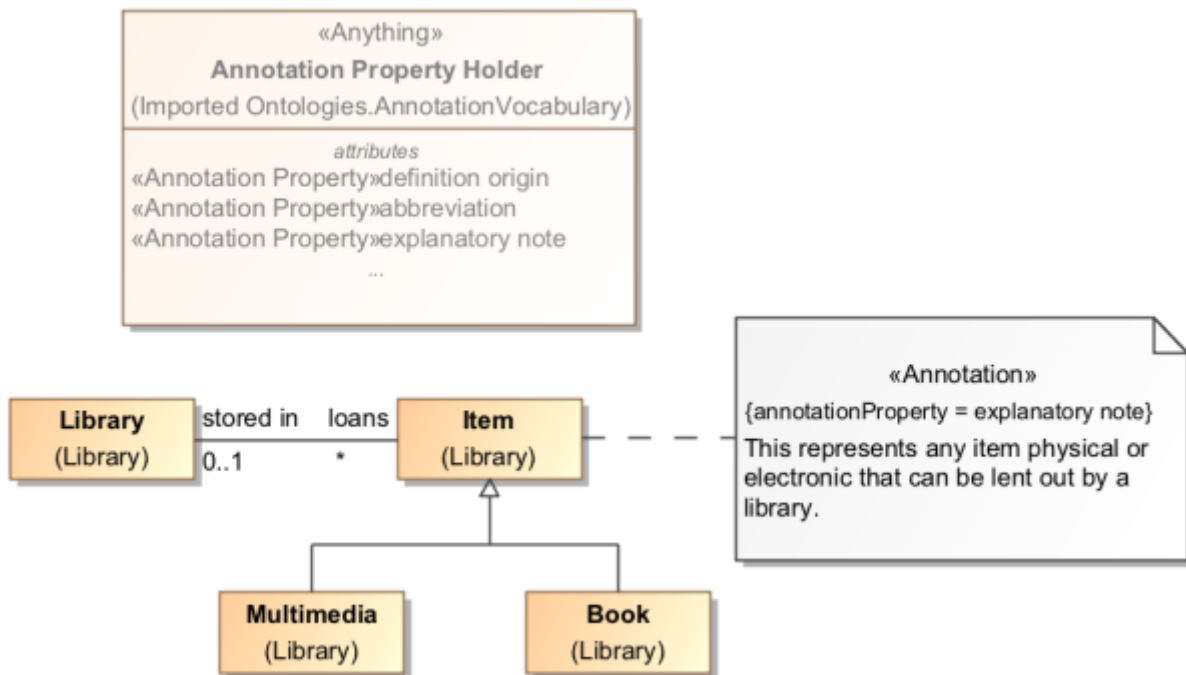 «Anything»
Annotation Property Holder
(Imported Ontologies.AnnotationVocabulary)
attributes
«Annotation Property»definition origin
«Annotation Property»abbreviation
«Annotation Property»explanatory note
...
Library
(Library)
stored in
0..1
loans
*
Item
(Library)
«Annotation»
{annotationProperty = explanatory note}
This represents any item physical or
electronic that can be lent out by a
library.
Multimedia
(Library)
Book
(Library)